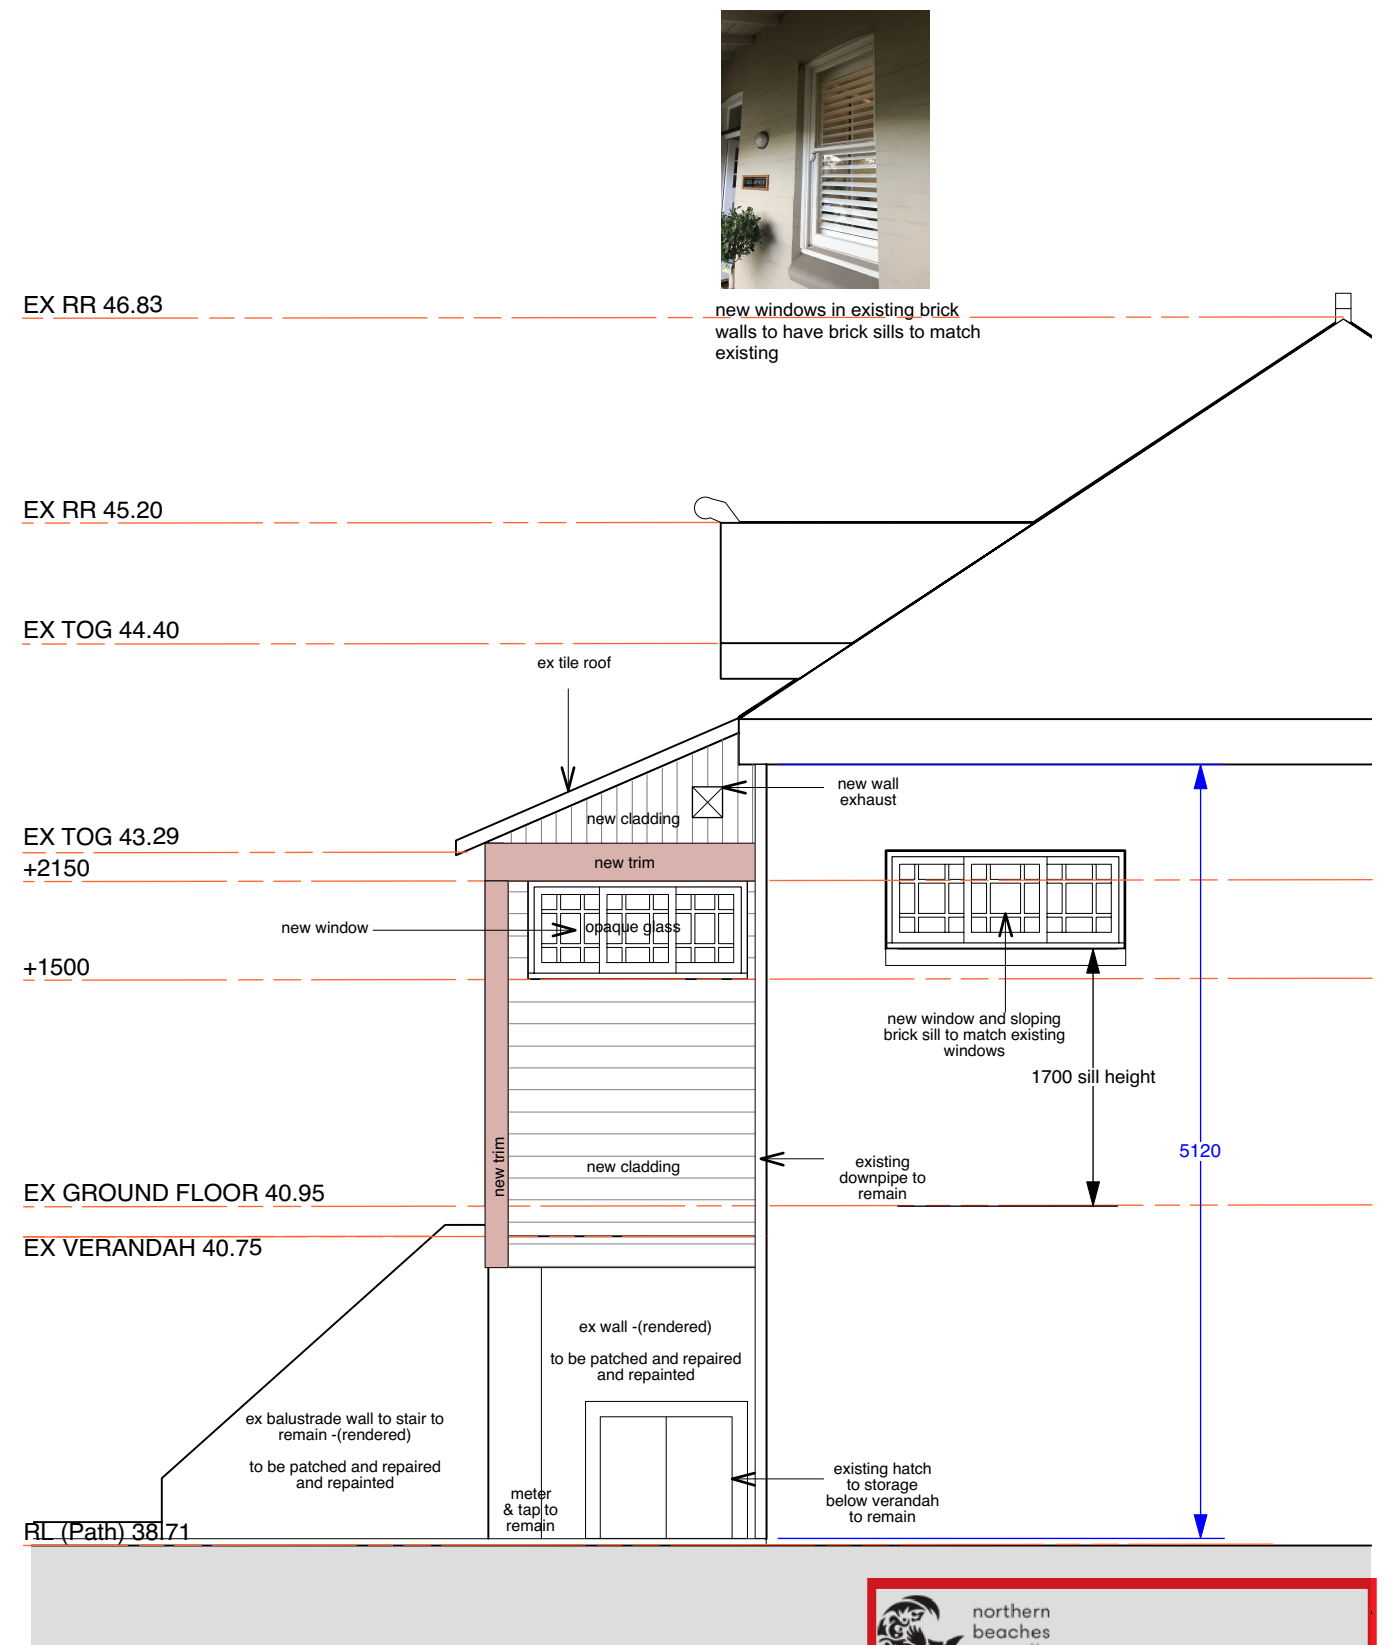 new windows in existing brick
walls to have brick sills to match
existing
EX RR 46.83
EX RR 45.20
EX TOG 44.40
ex tile roof
new wall
exhaust
new cladding
EX TOG 43.29
+2150
new trim
new window
opaque glass
+1500
new window and sloping
brick sill to match existing
windows
1700 sill height
5120
new trim
new cladding
existing
downpipe to
remain
EX GROUND FLOOR 40.95
EX VERANDAH 40.75
ex wall -(rendered)
to be patched and repaired
and repainted
ex balustrade wall to stair to
remain -(rendered)
to be patched and repaired
and repainted
meter
& tap to
remain
existing hatch
to storage
below verandah
to remain
RL (Path) 38.71
northern
beaches